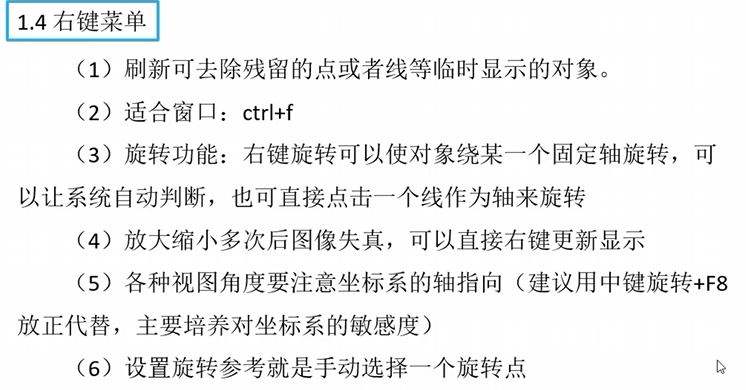 1.4 右键菜单
（1）刷新可去除残留的点或者线等临时显示的对象。
（2）适合窗口：ctrl+f
（3）旋转功能：右键旋转可以使对象绕某一个固定轴旋转，可
以让系统自动判断，也可直接点击一个线作为轴来旋转
（4）放大缩小多次后图像失真，可以直接右键更新显示
（5）各种视图角度要注意坐标系的轴指向（建议用中键旋转+F8
放正代替，主要培养对坐标系的敏感度）
（6）设置旋转参考就是手动选择一个旋转点